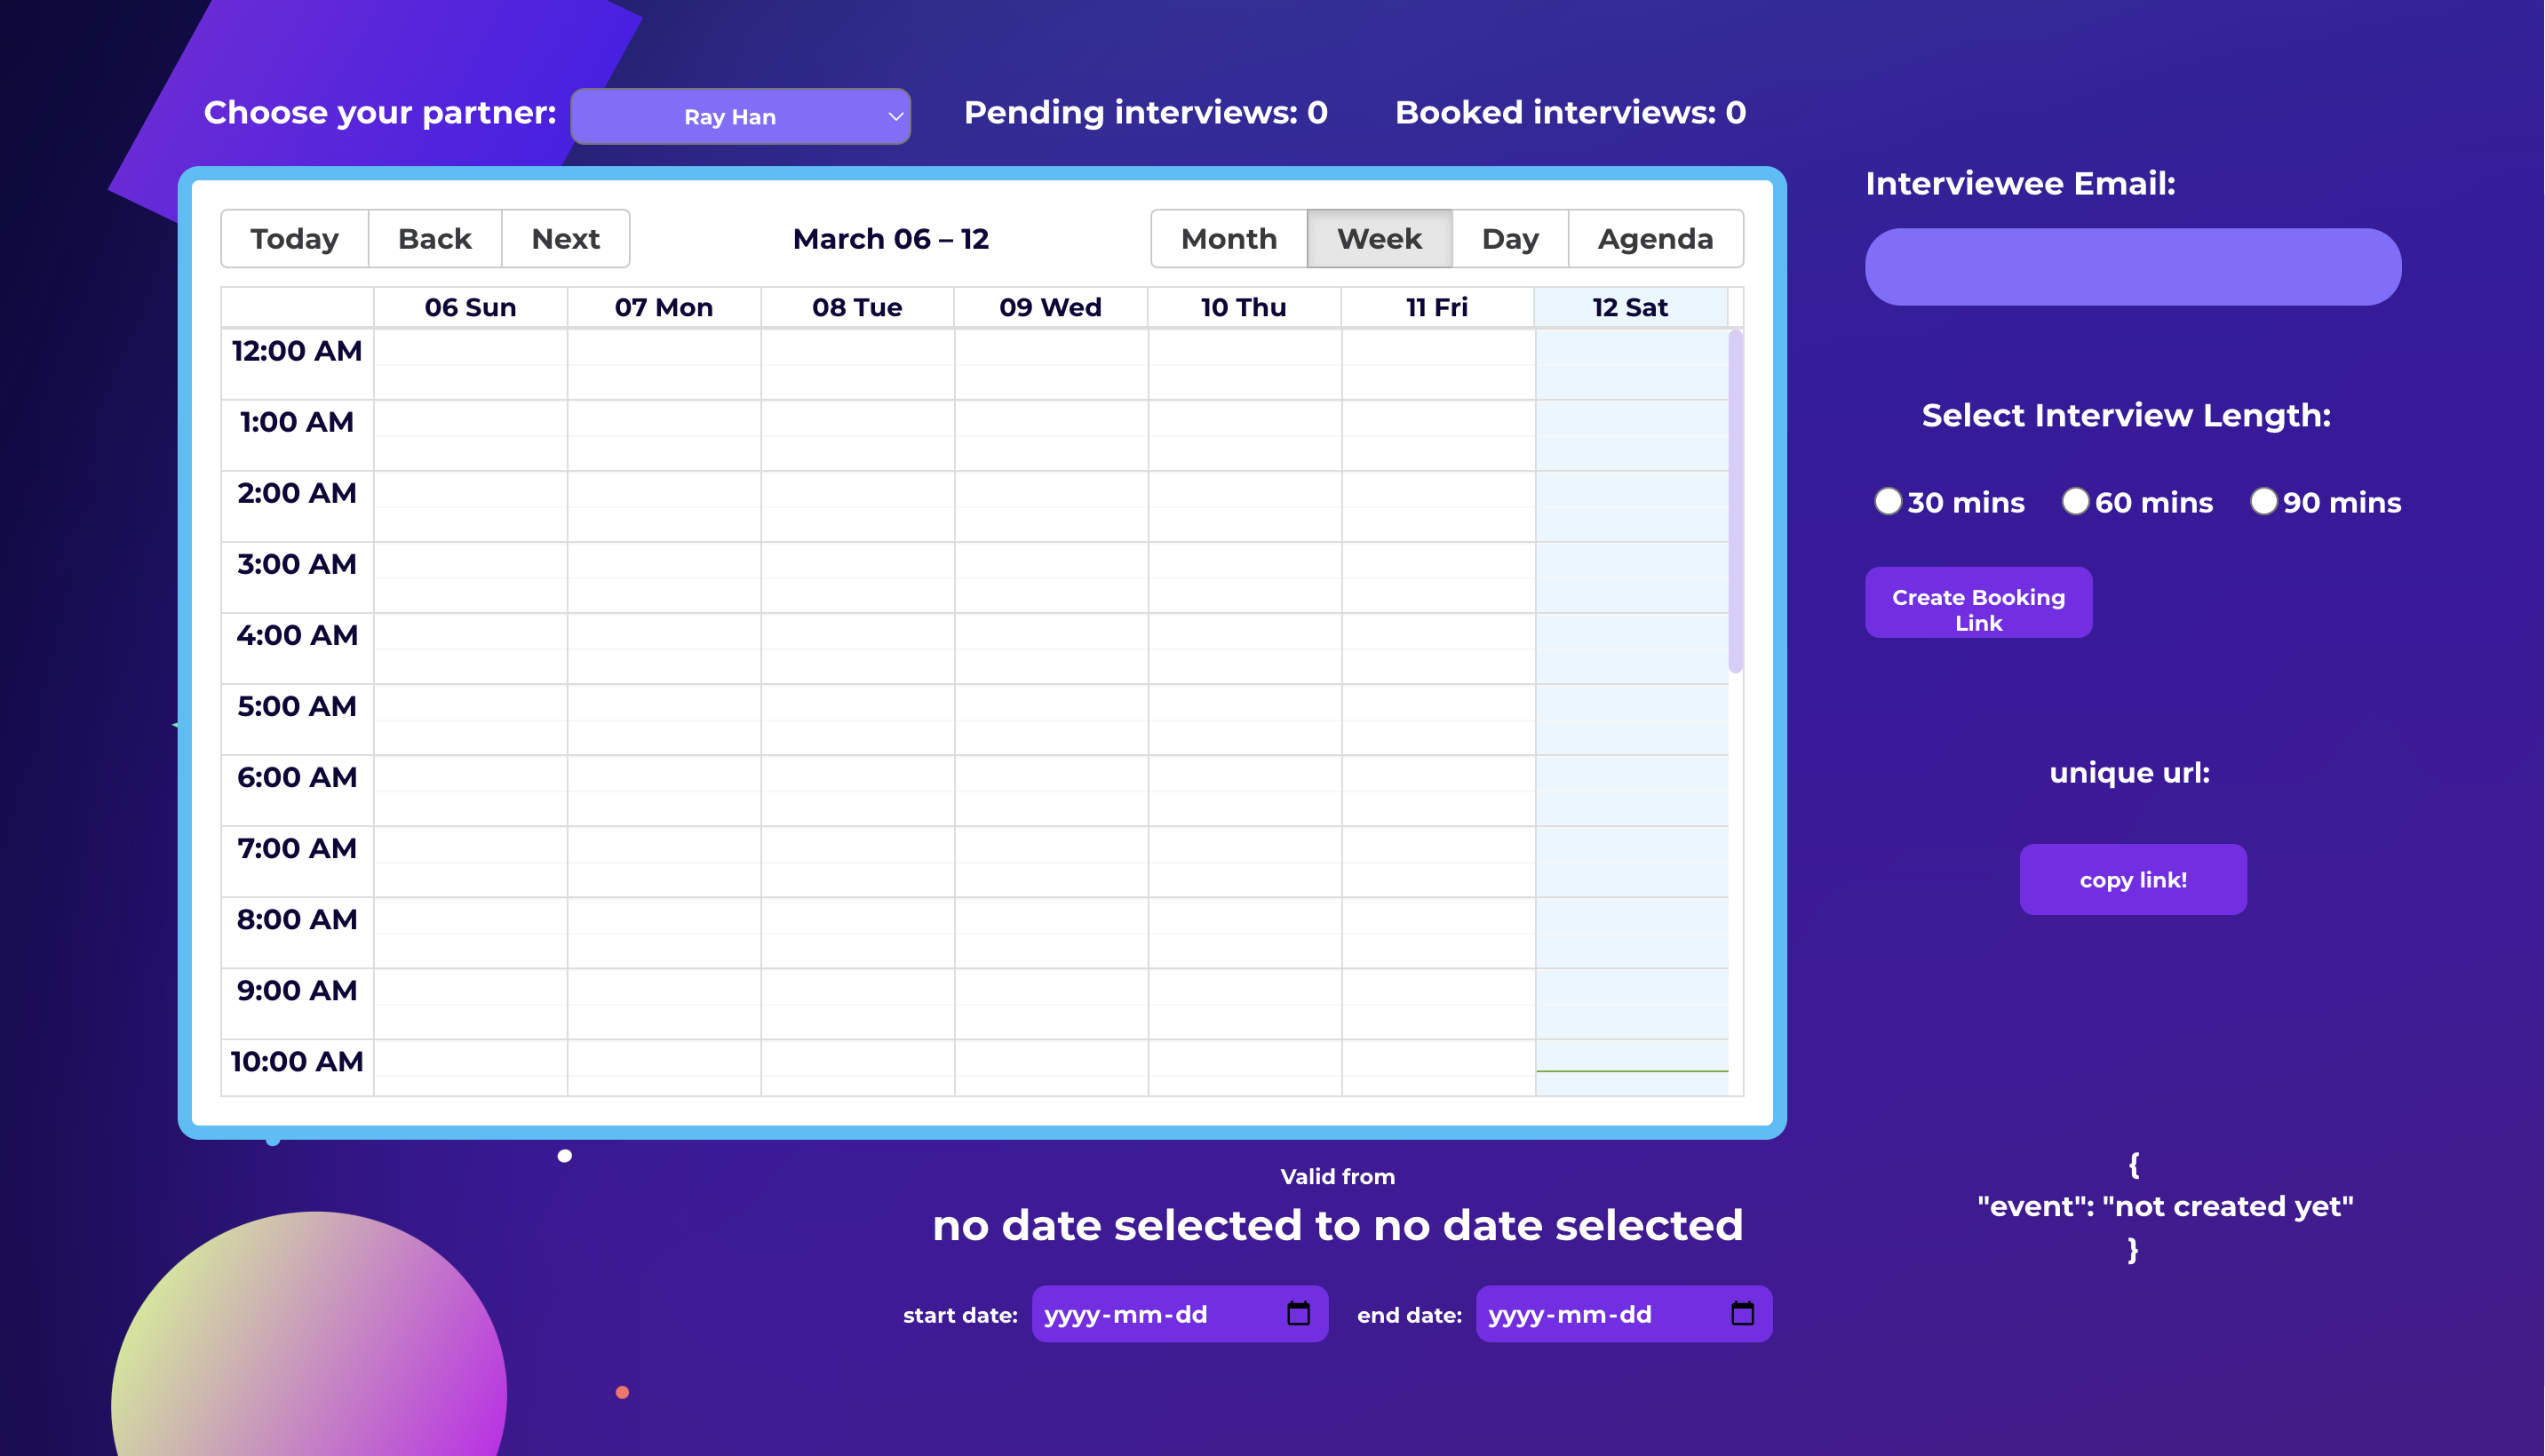 Choose your partner: Ray Han Pending interviews: 0 Booked interviews: 0
Today Back Next March 06 – 12 Month Week Day Agenda
06 Sun 07 Mon 08 Tue 09 Wed 10 Thu 11 Fri 12 Sat
12:00 AM
1:00 AM
2:00 AM
3:00 AM
4:00 AM
5:00 AM
6:00 AM
7:00 AM
8:00 AM
9:00 AM
10:00 AM
Valid from
no date selected to no date selected
start date: yyyy-mm-dd end date: yyyy-mm-dd
Interviewee Email:
Select Interview Length:
30 mins 60 mins 90 mins
Create Booking
Link
unique url:
copy link!
{
"event": "not created yet"
}